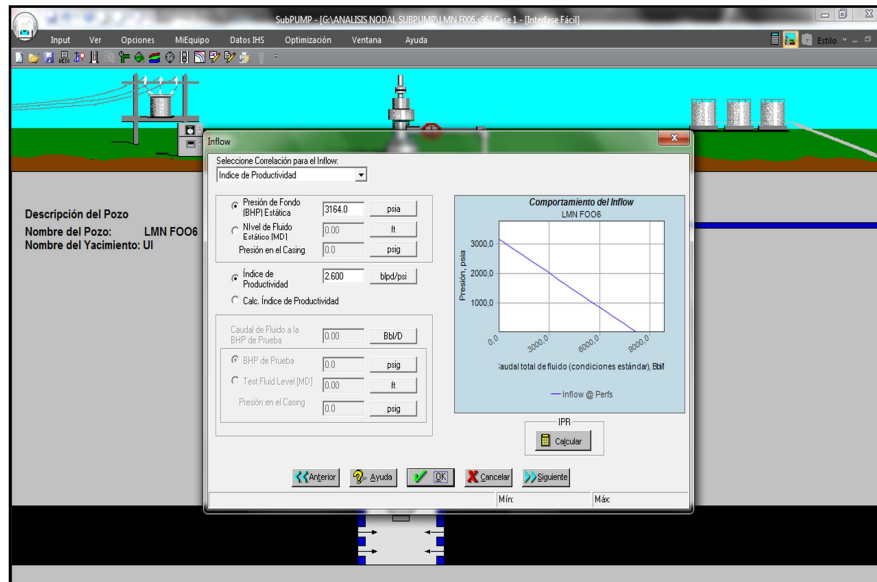 SubPUMP - [G:\ANALISIS NODAL SUBPUMP\LMN F006.s96] Case 1 - [Interfase Fácil]
Input Ver Opciones MiEquipo Datos IHS Optimización Ventana Ayuda
Estilo
Descripción del Pozo
Nombre del Pozo: LMN FOO6
Nombre del Yacimiento: UI
Inflow
Seleccione Correlación para el Inflow:
Indice de Productividad
Presión de Fondo
(BHP) Estática
3164.0
psia
NIvel de Fluido
Estático [MD]
0.00
ft
Presión en el Casing
0.0
psig
Índice de
Productividad
2.600
blpd/psi
Calc. Índice de Productividad
Caudal de Fluido a la
BHP de Prueba
0.00
Bbl/D
BHP de Prueba
0.0
psig
Test Fluid Level [MD]
0.00
ft
Presión en el Casing
0.0
psig
Comportamiento del Inflow
LMN FOO6
Presión, psia
3000,0
2000,0
1000,0
0,0
3000,0
6000,0
9000,0
audal total de fluido (condiciones estándar), Bbl/
Inflow @ Perfs
IPR
Calcular
Anterior
Ayuda
OK
Cancelar
Siguiente
Mín:
Máx: